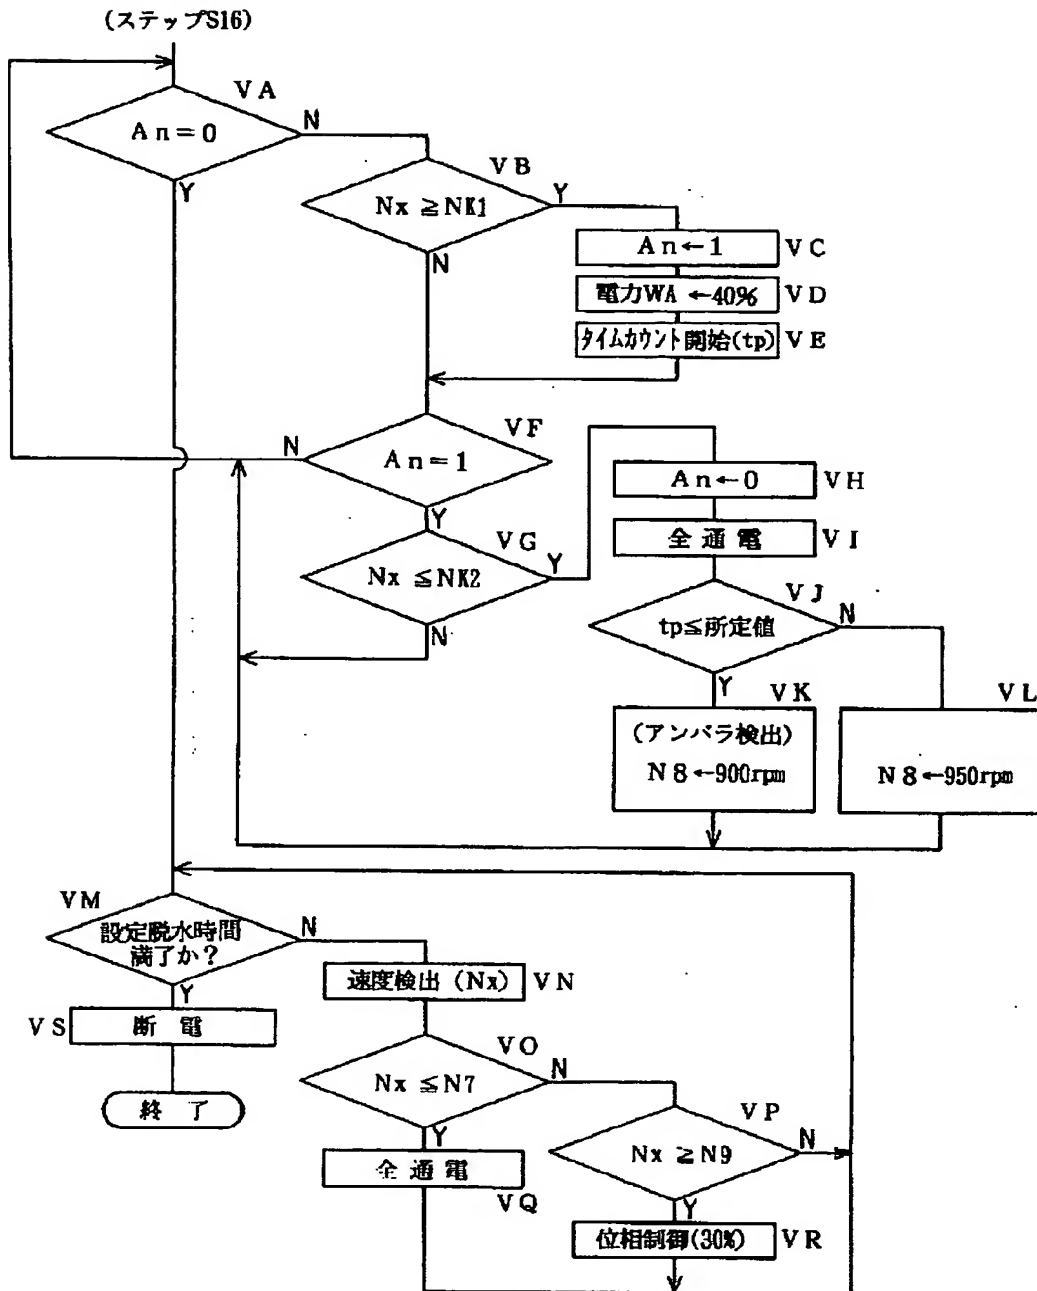 (ステップS16)
VA
An=0
N
Y
VB
Nx≧NK1
Y
N
An←1
VC
電力WA←40%
VD
タイムカウント開始(tp)
VE
VF
N
An=1
Y
VG
Nx≦NK2
Y
N
An←0
VH
全通電
VI
VJ
tp≦所定値
N
Y
VK
(アンバラ検出)
N8←900rpm
VL
N8←950rpm
VM
設定脱水時間
満了か?
N
Y
VS
断電
終了
速度検出(Nx)
VN
VO
Nx≦N7
N
Y
全通電
VQ
VP
Nx≧N9
N
Y
位相制御(30%)
VR